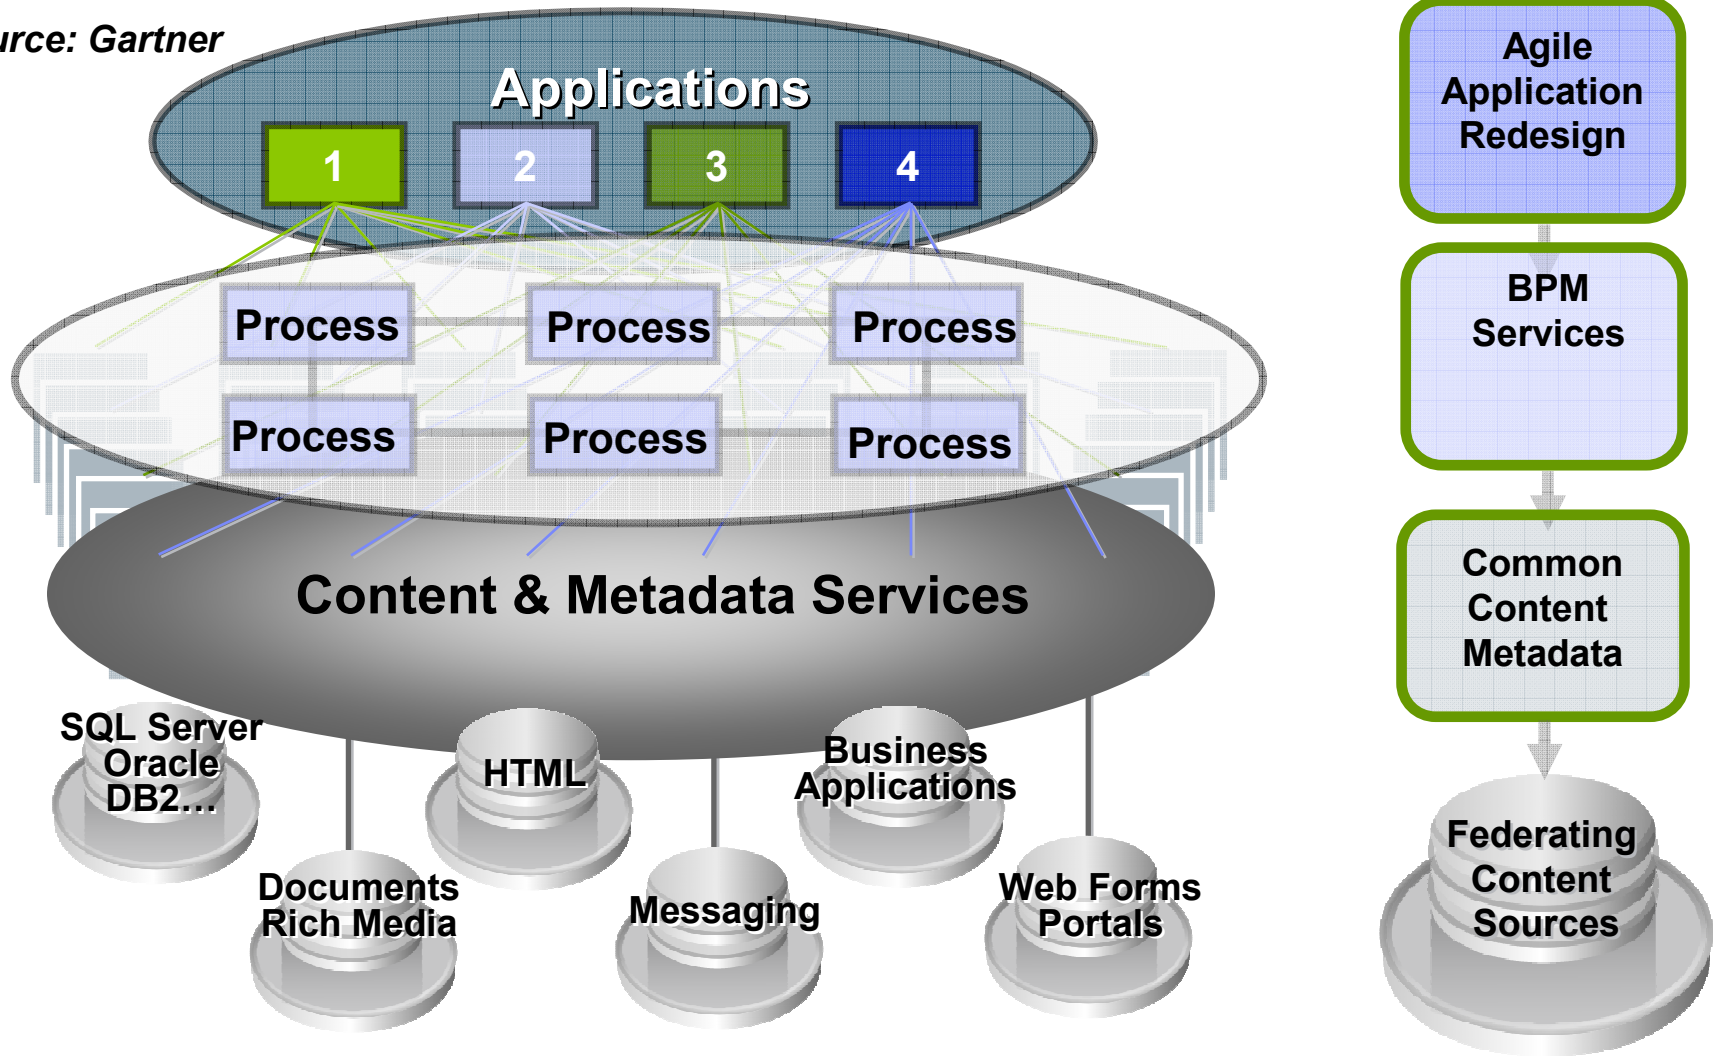 urce: Gartner
Applications
1
2
3
4
Process
Process
Process
Process
Process
Process
Content & Metadata Services
SQL Server
Oracle
DB2...
HTML
Business
Applications
Documents
Rich Media
Messaging
Web Forms
Portals
Agile
Application
Redesign
BPM
Services
Common
Content
Metadata
Federating
Content
Sources